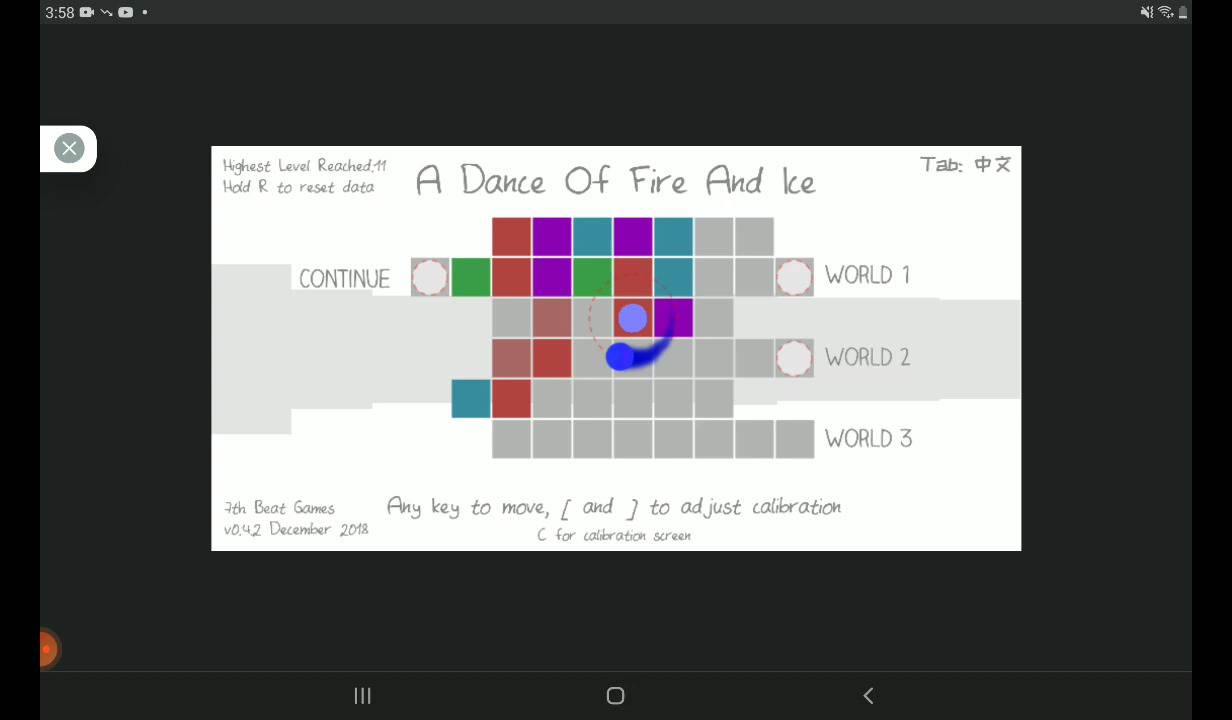 3:58
Highest Level Reached:11
Hold R to reset data
A Dance Of Fire And Ice
Tab: 中文
CONTINUE
WORLD 1
WORLD 2
WORLD 3
7th Beat Games
v0.4.2 December 2018
Any key to move, [ and ] to adjust calibration
C for calibration screen